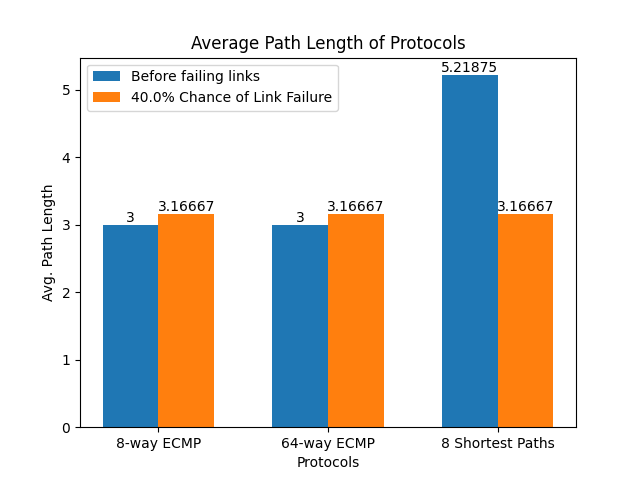 Average Path Length of Protocols
Before failing links
40.0% Chance of Link Failure
5.21875
3
3.16667
3
3.16667
3.16667
Avg. Path Length
5
4
3
2
1
0
8-way ECMP
64-way ECMP
8 Shortest Paths
Protocols